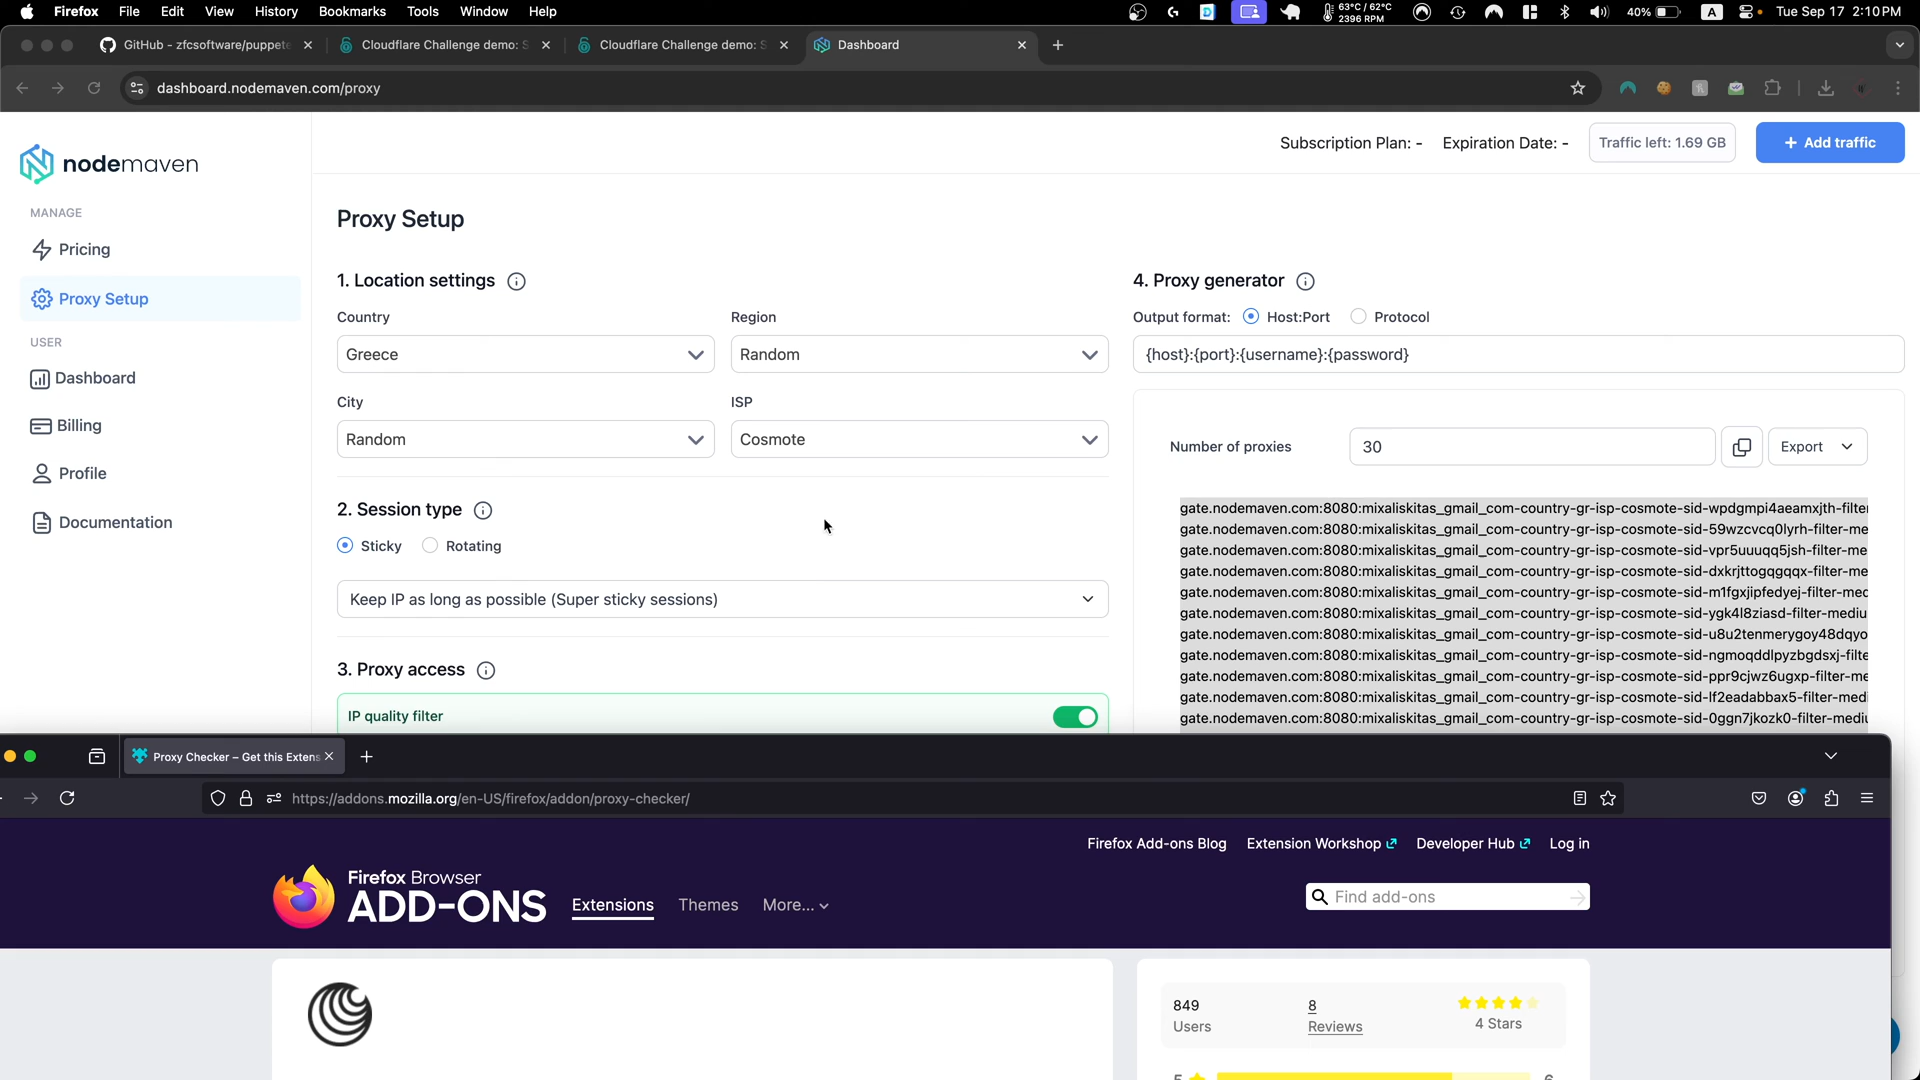 Firefox File Edit View History Bookmarks Tools Window Help
63°C / 62°C
2396 RPM
40%
A
Tue Sep 17 2:10 PM
GitHub - zfcsoftware/puppete
Cloudflare Challenge demo: S
Cloudflare Challenge demo: S
Dashboard
dashboard.nodemaven.com/proxy
nodemaven
Subscription Plan: - Expiration Date: - Traffic left: 1.69 GB + Add traffic
MANAGE
Pricing
Proxy Setup
USER
Dashboard
Billing
Profile
Documentation
Proxy Setup
1. Location settings
Country
Region
Greece
Random
City
ISP
Random
Cosmote
2. Session type
Sticky Rotating
Keep IP as long as possible (Super sticky sessions)
3. Proxy access
IP quality filter
4. Proxy generator
Output format: Host:Port Protocol
{host}:{port}:{username}:{password}
Number of proxies 30 Export
gate.nodemaven.com:8080:mixaliskitas_gmail_com-country-gr-isp-cosmote-sid-wpdgmpi4aeamxjth-filter
gate.nodemaven.com:8080:mixaliskitas_gmail_com-country-gr-isp-cosmote-sid-59wzcvcq0lyrh-filter-me
gate.nodemaven.com:8080:mixaliskitas_gmail_com-country-gr-isp-cosmote-sid-vpr5uuuqq5jsh-filter-me
gate.nodemaven.com:8080:mixaliskitas_gmail_com-country-gr-isp-cosmote-sid-dxkrjttogqgqqx-filter-me
gate.nodemaven.com:8080:mixaliskitas_gmail_com-country-gr-isp-cosmote-sid-m1fgxjipfedyej-filter-med
gate.nodemaven.com:8080:mixaliskitas_gmail_com-country-gr-isp-cosmote-sid-ygk4l8ziasd-filter-mediu
gate.nodemaven.com:8080:mixaliskitas_gmail_com-country-gr-isp-cosmote-sid-u8u2tenmerygoy48dqyo
gate.nodemaven.com:8080:mixaliskitas_gmail_com-country-gr-isp-cosmote-sid-ngmoqddlpyzbgdsxj-filte
gate.nodemaven.com:8080:mixaliskitas_gmail_com-country-gr-isp-cosmote-sid-ppr9cjwz6ugxp-filter-me
gate.nodemaven.com:8080:mixaliskitas_gmail_com-country-gr-isp-cosmote-sid-lf2eadabbax5-filter-medi
gate.nodemaven.com:8080:mixaliskitas_gmail_com-country-gr-isp-cosmote-sid-0ggn7jkozk0-filter-mediu
Proxy Checker – Get this Extens
https://addons.mozilla.org/en-US/firefox/addon/proxy-checker/
Firefox Add-ons Blog Extension Workshop Developer Hub Log in
Firefox Browser
ADD-ONS
Extensions Themes More...
Find add-ons
849
Users
8
Reviews
4 Stars